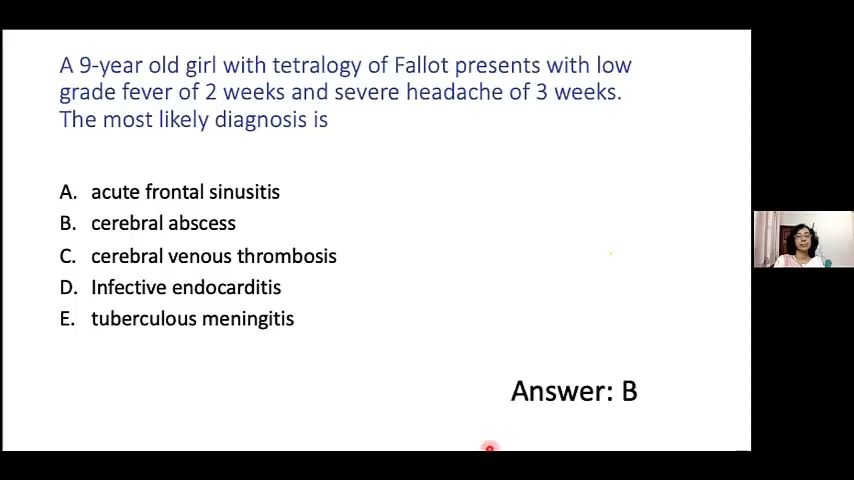 A 9-year old girl with tetralogy of Fallot presents with low
grade fever of 2 weeks and severe headache of 3 weeks.
The most likely diagnosis is
A. acute frontal sinusitis
B. cerebral abscess
C. cerebral venous thrombosis
D. Infective endocarditis
E. tuberculous meningitis
Answer: B